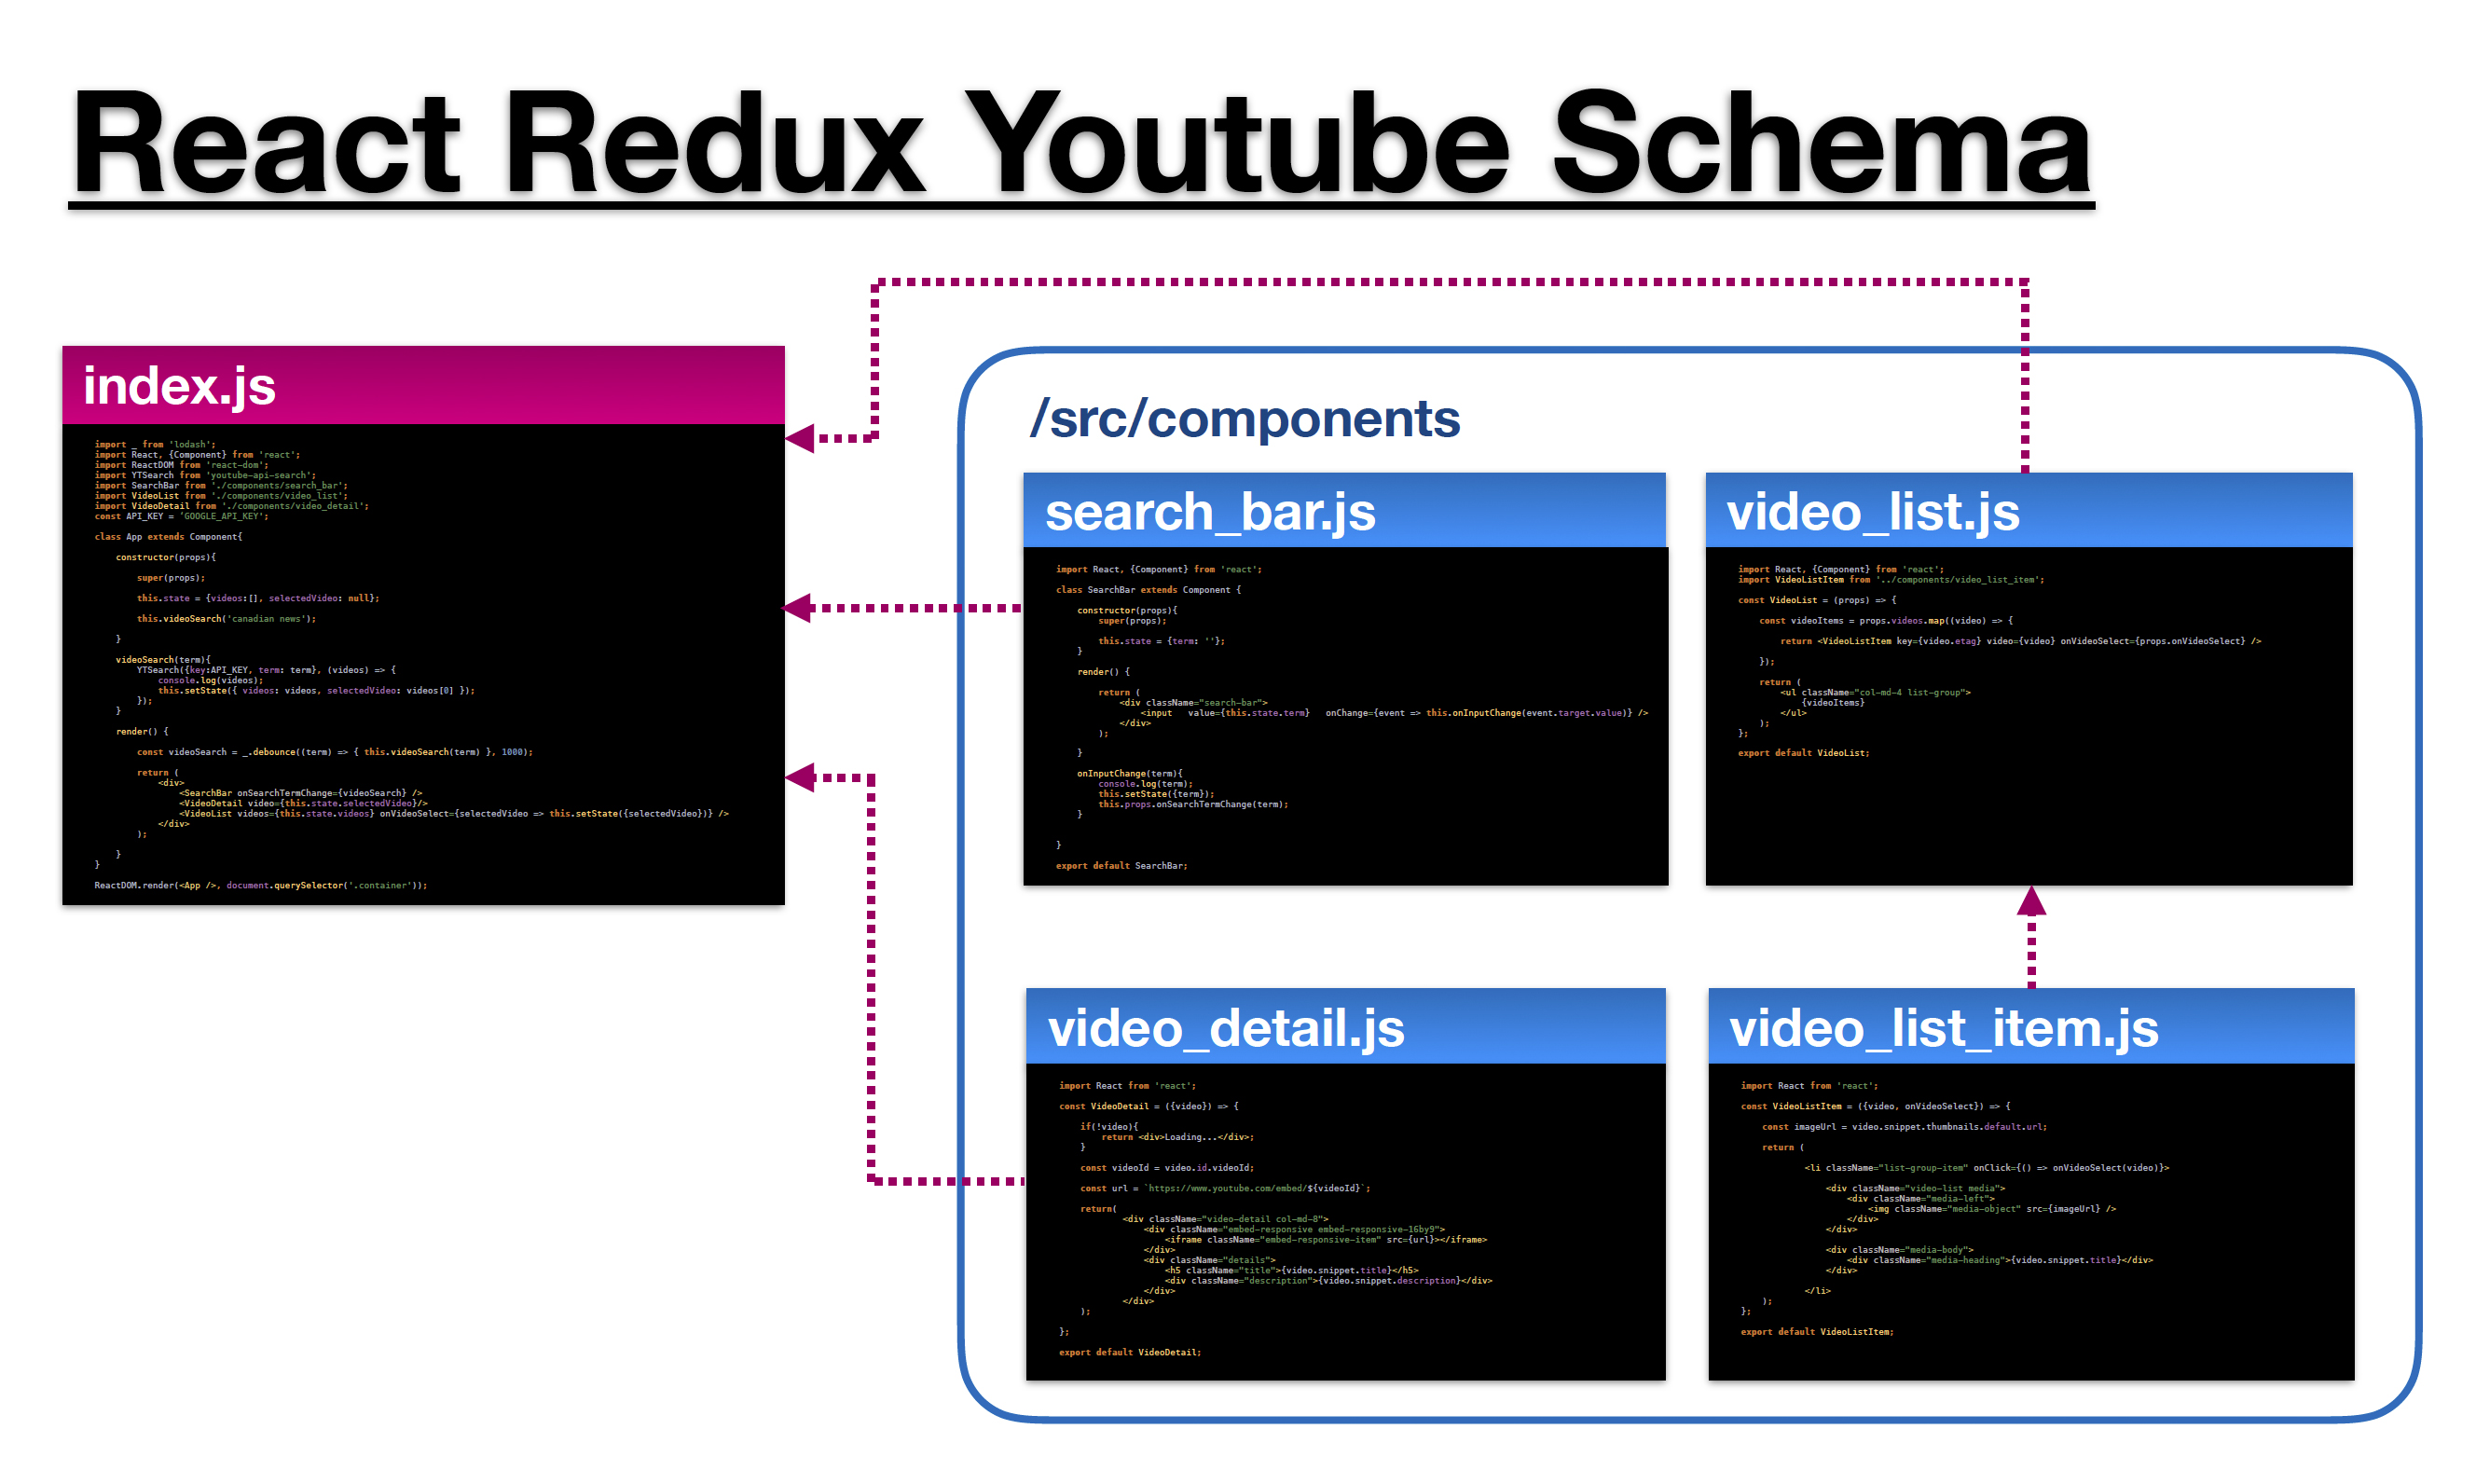 React Redux Youtube Schema
index.js
import _ from 'lodash';
import React, {Component} from 'react';
import ReactDOM from 'react-dom';
import YTSearch from 'youtube-api-search';
import SearchBar from './components/search_bar';
import VideoList from './components/video_list';
import VideoDetail from './components/video_detail';
const API_KEY = 'GOOGLE_API_KEY';
class App extends Component{
constructor(props){
super(props);
this.state = {videos:[], selectedVideo: null};
this.videoSearch('canadian news');
}
videoSearch(term){
YTSearch({key:API_KEY, term: term}, (videos) => {
console.log(videos);
this.setState({ videos: videos, selectedVideo: videos[0] });
});
}
render() {
const videoSearch = _.debounce((term) => { this.videoSearch(term) }, 1000);
return (
<div>
<SearchBar onSearchTermChange={videoSearch} />
<VideoDetail video={this.state.selectedVideo}/>
<VideoList videos={this.state.videos} onVideoSelect={selectedVideo => this.setState({selectedVideo})} />
</div>
);
}
}
ReactDOM.render(<App />, document.querySelector('.container'));
/src/components
search_bar.js
import React, {Component} from 'react';
class SearchBar extends Component {
constructor(props){
super(props);
this.state = {term: ''};
}
render() {
return (
<div className="search-bar">
<input value={this.state.term} onChange={event => this.onInputChange(event.target.value)} />
</div>
);
}
onInputChange(term){
console.log(term);
this.setState({term});
this.props.onSearchTermChange(term);
}
}
export default SearchBar;
video_list.js
import React, {Component} from 'react';
import VideoListItem from '../components/video_list_item';
const VideoList = (props) => {
const videoItems = props.videos.map((video) => {
return <VideoListItem key={video.etag} video={video} onVideoSelect={props.onVideoSelect} />
});
return (
<ul className="col-md-4 list-group">
{videoItems}
</ul>
);
};
export default VideoList;
video_detail.js
import React from 'react';
const VideoDetail = ({video}) => {
if(!video){
return <div>Loading...</div>;
}
const videoId = video.id.videoId;
const url = `https://www.youtube.com/embed/${videoId}`;
return(
<div className="video-detail col-md-8">
<div className="embed-responsive embed-responsive-16by9">
<iframe className="embed-responsive-item" src={url}></iframe>
</div>
<div className="details">
<h5 className="title">{video.snippet.title}</h5>
<div className="description">{video.snippet.description}</div>
</div>
</div>
);
};
export default VideoDetail;
video_list_item.js
import React from 'react';
const VideoListItem = ({video, onVideoSelect}) => {
const imageUrl = video.snippet.thumbnails.default.url;
return (
<li className="list-group-item" onClick={() => onVideoSelect(video)}>
<div className="video-list media">
<div className="media-left">
<img className="media-object" src={imageUrl} />
</div>
</div>
<div className="media-body">
<div className="media-heading">{video.snippet.title}</div>
</div>
</li>
);
};
export default VideoListItem;